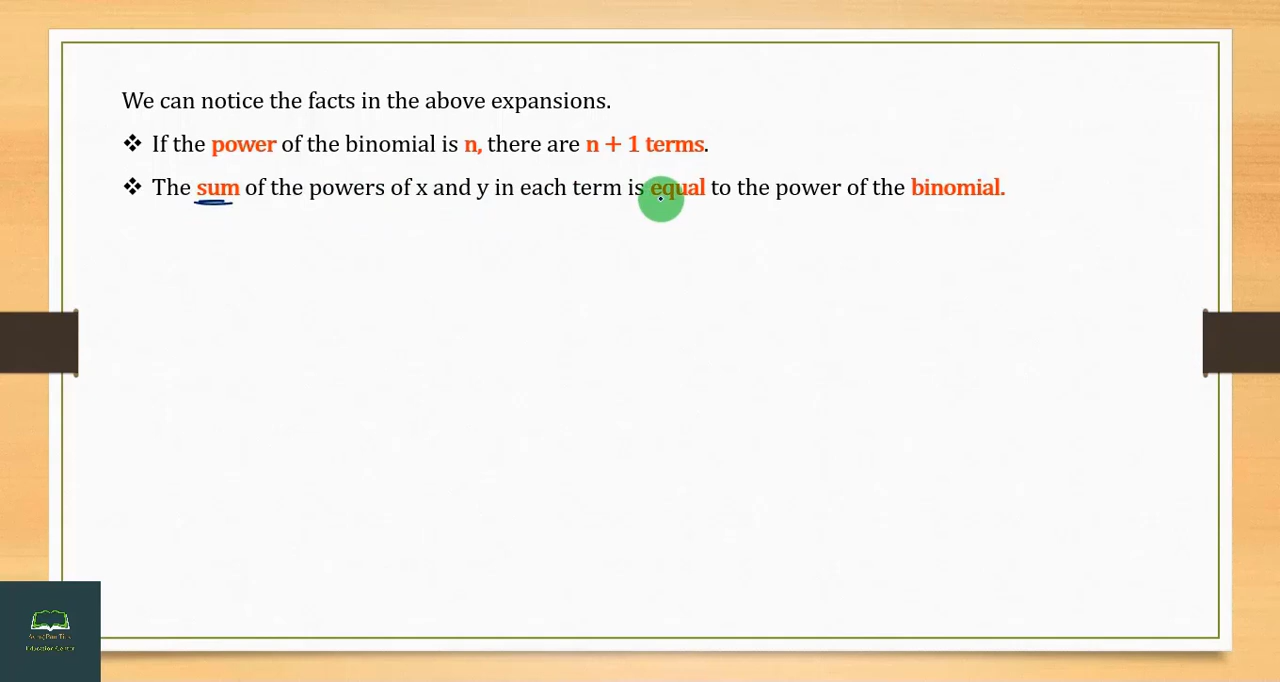 We can notice the facts in the above expansions.
❖ If the power of the binomial is n, there are n + 1 terms.
❖ The sum of the powers of x and y in each term is equal to the power of the binomial.
Education Center